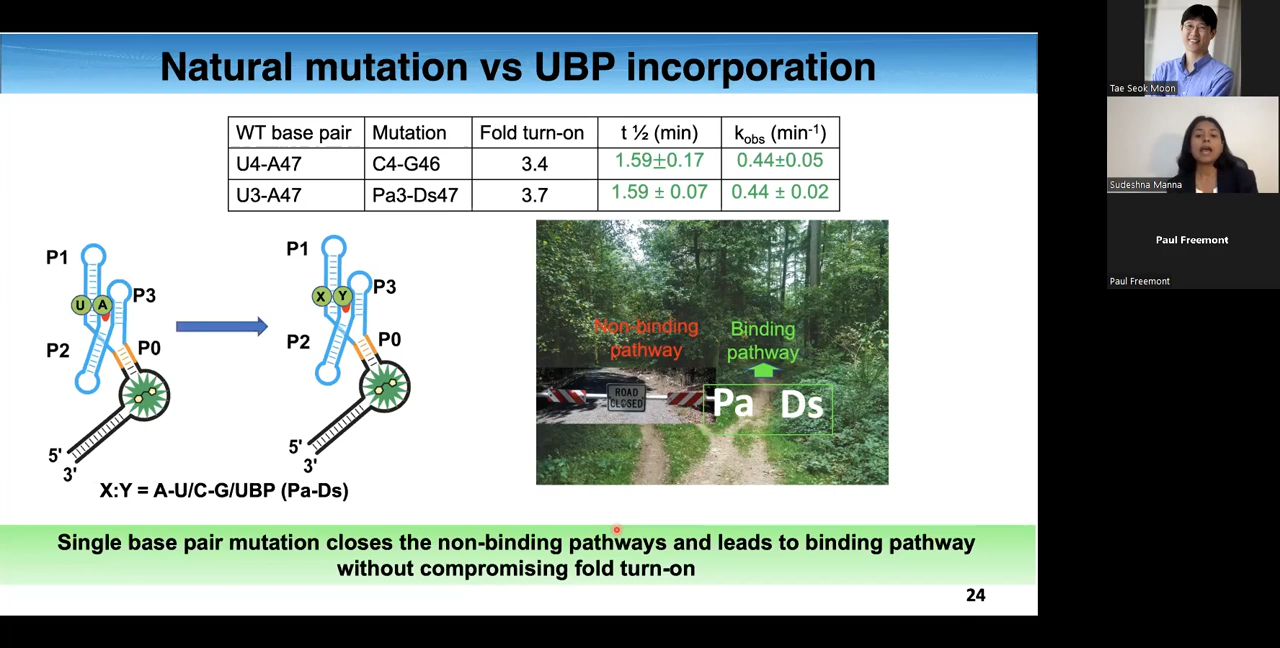 Natural mutation vs UBP incorporation
WT base pair Mutation Fold turn-on t ½ (min) kobs (min-1)
U4-A47 C4-G46 3.4 1.59±0.17 0.44±0.05
U3-A47 Pa3-Ds47 3.7 1.59 ± 0.07 0.44 ± 0.02
P1
U A
P3
P2
P0
5'
3'
P1
X Y
P3
P2
P0
5'
3'
X:Y = A-U/C-G/UBP (Pa-Ds)
Non-binding
pathway
Binding
pathway
ROAD
CLOSED
Pa Ds
Single base pair mutation closes the non-binding pathways and leads to binding pathway
without compromising fold turn-on
24
Tae Seok Moon
Sudeshna Manna
Paul Freemont
Paul Freemont